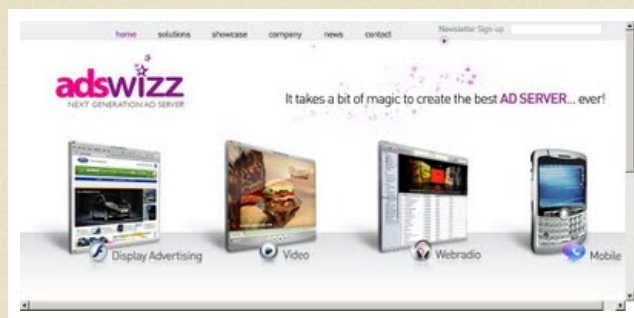 home solutions showcase company news contact Newsletter Sign-up
adswizz
NEXT GENERATION AD SERVER
It takes a bit of magic to create the best AD SERVER... ever!
Display Advertising Video Webradio Mobile